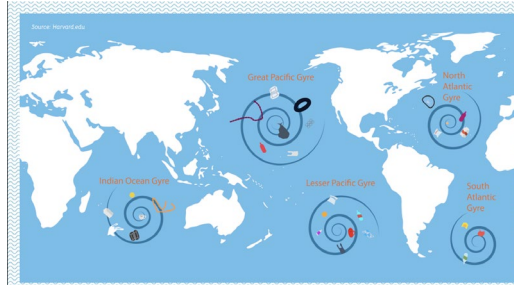 Source: Harvard.edu
Great Pacific Gyre
North
Atlantic
Gyre
Indian Ocean Gyre
Lesser Pacific Gyre
South
Atlantic
Gyre